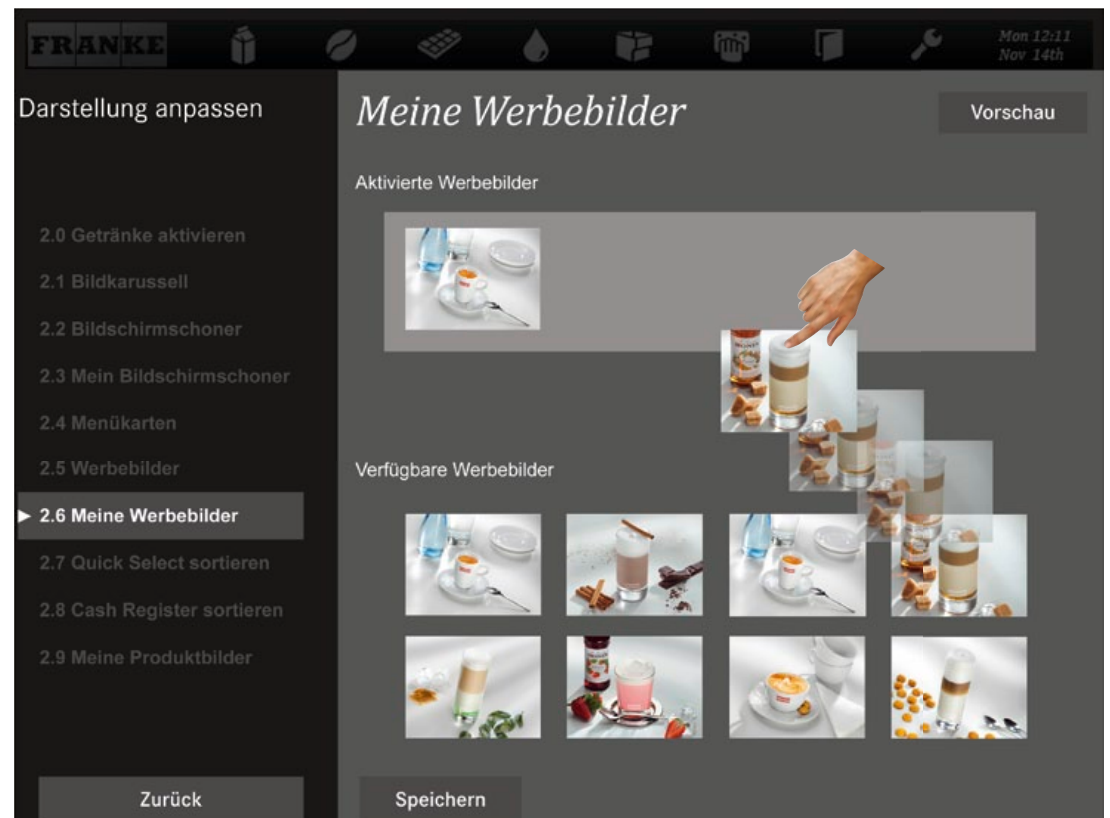 FRANKE
Mon 12:11
Nov 14th
Darstellung anpassen
Meine Werbebilder
Vorschau
Aktivierte Werbebilder
2.0 Getränke aktivieren
2.1 Bildkarussell
2.2 Bildschirmschoner
2.3 Mein Bildschirmschoner
2.4 Menükarten
2.5 Werbebilder
Verfügbare Werbebilder
2.6 Meine Werbebilder
2.7 Quick Select sortieren
2.8 Cash Register sortieren
2.9 Meine Produktbilder
Zurück
Speichern